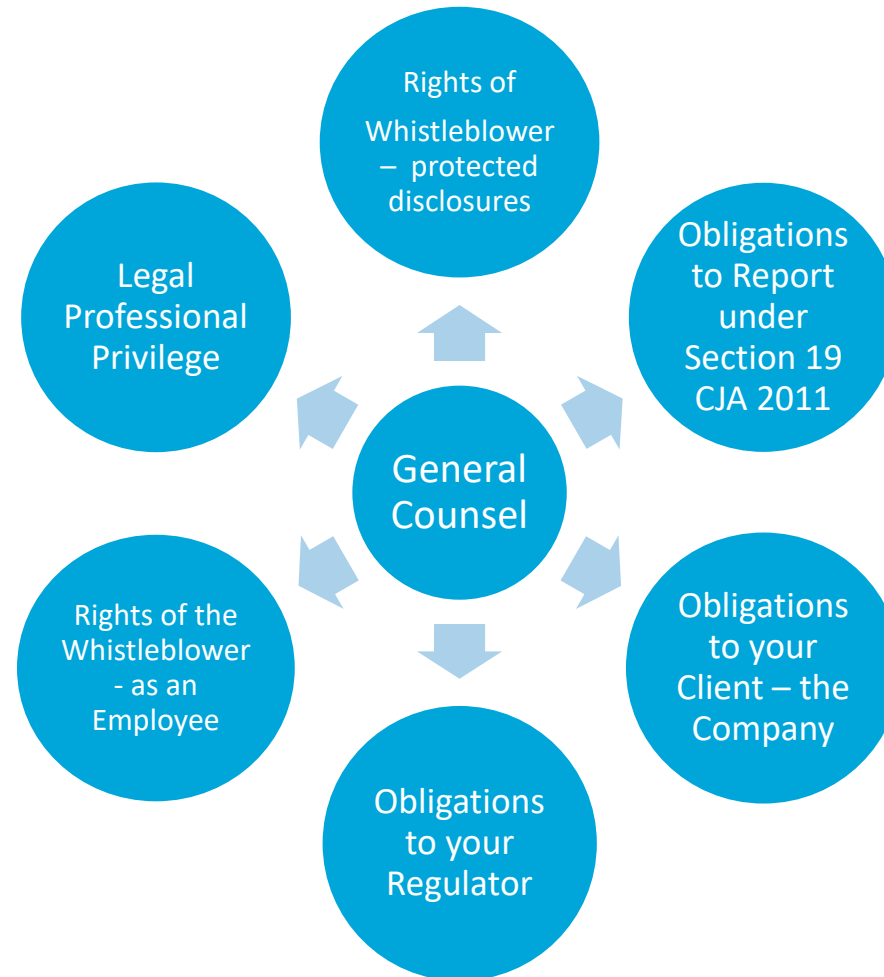 Rights of
Whistleblower
– protected
disclosures
Obligations
to Report
under
Section 19
CJA 2011
Legal
Professional
Privilege
General
Counsel
Obligations
to your
Client – the
Company
Rights of the
Whistleblower
- as an
Employee
Obligations
to your
Regulator